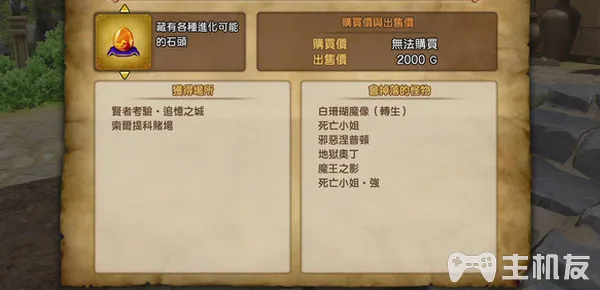 藏有各種進化可能
的石頭
購買價與出售價
購買價 無法購買
出售價 2000 G
獲得場所
賢者考驗・追憶之城
索爾提科賭場
會掉落的怪物
白珊瑚魔像（轉生）
死亡小姐
邪惡涅普頓
地獄奧丁
魔王之影
死亡小姐・強
主机友